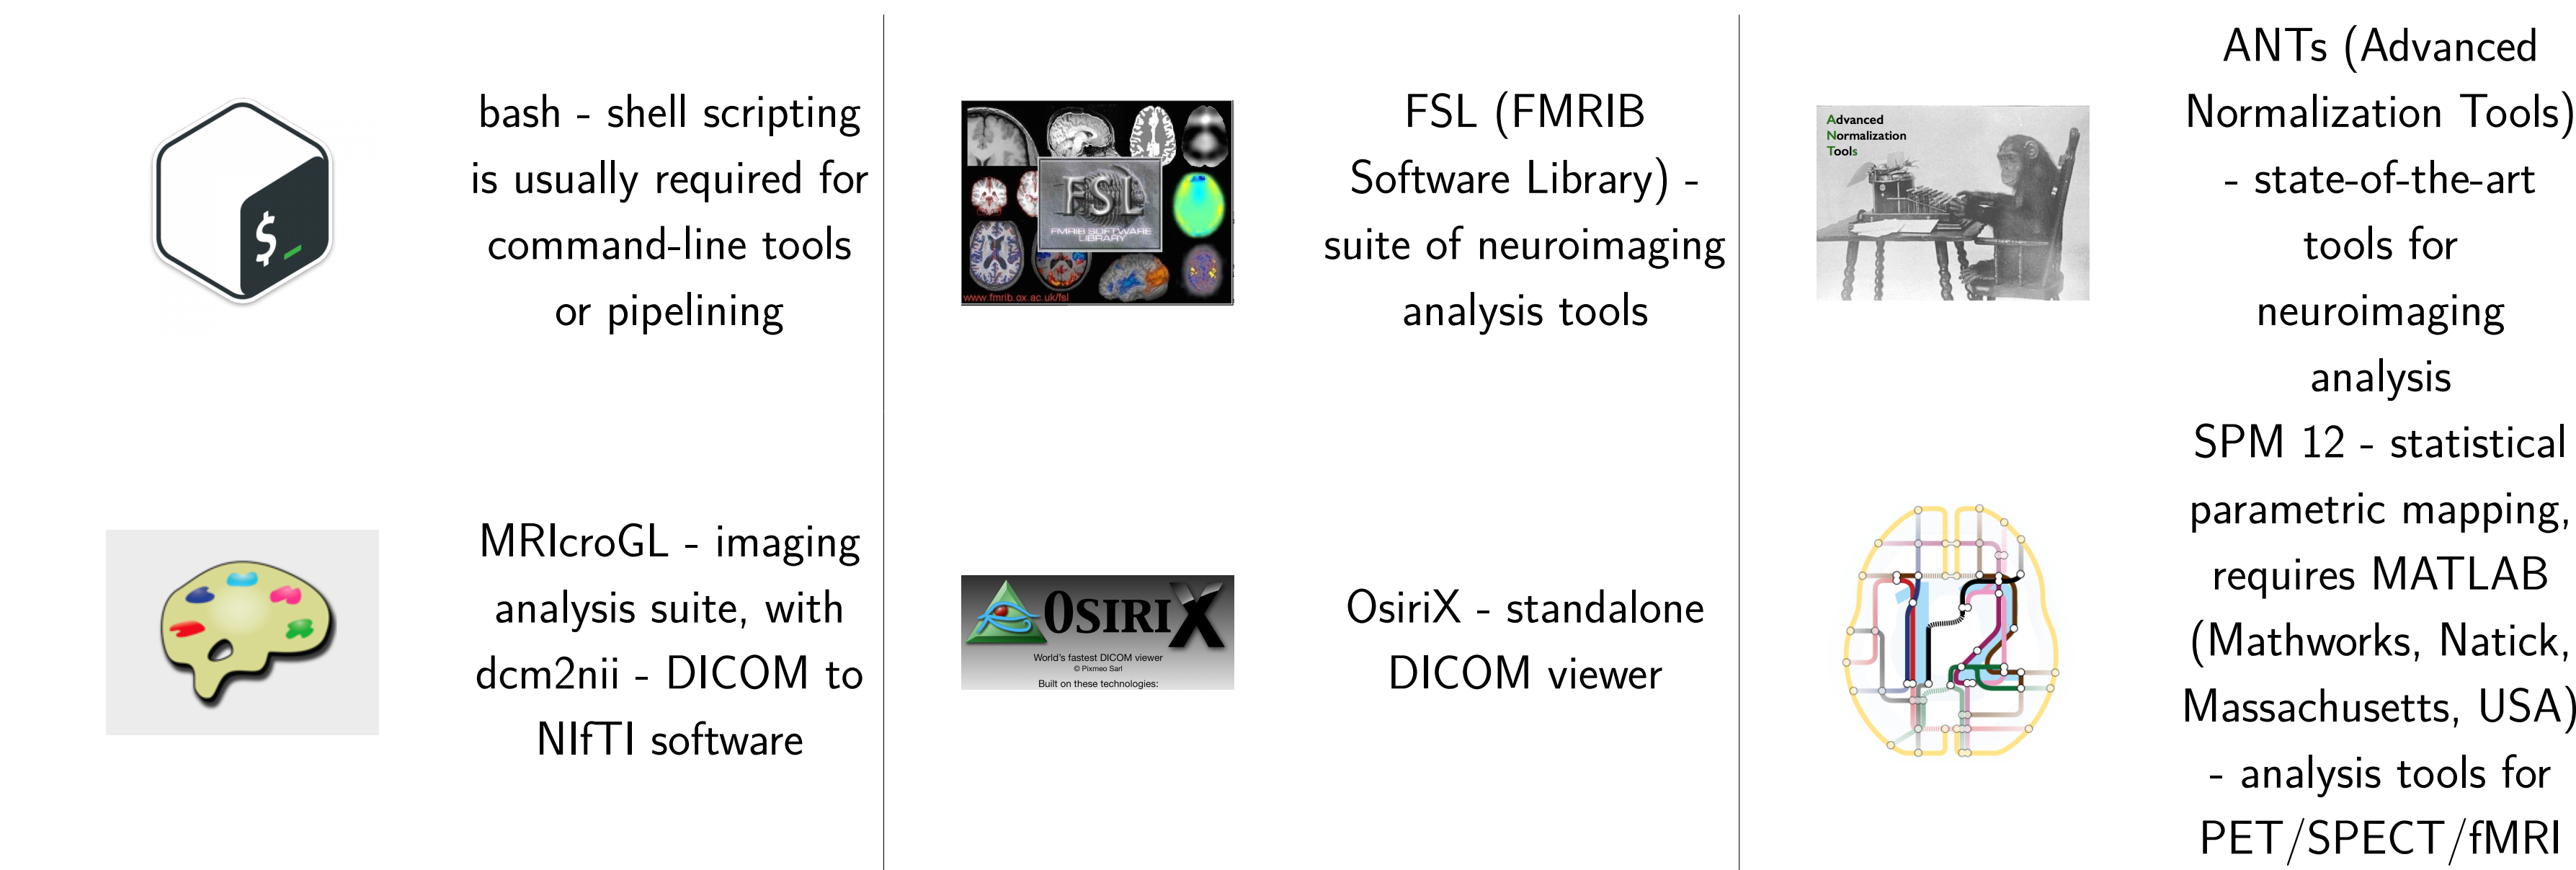 $_
bash - shell scripting
is usually required for
command-line tools
or pipelining
FSL
FMRIB SOFTWARE
LIBRARY
www.fmrib.ox.ac.uk/fsl
FSL (FMRIB
Software Library) -
suite of neuroimaging
analysis tools
Advanced
Normalization
Tools
ANTs (Advanced
Normalization Tools)
- state-of-the-art
tools for
neuroimaging
analysis
MRIcroGL - imaging
analysis suite, with
dcm2nii - DICOM to
NIfTI software
OSIRIX
World's fastest DICOM viewer
© Pixmeo Sarl
Built on these technologies:
OsiriX - standalone
DICOM viewer
12
SPM 12 - statistical
parametric mapping,
requires MATLAB
(Mathworks, Natick,
Massachusetts, USA)
- analysis tools for
PET/SPECT/fMRI